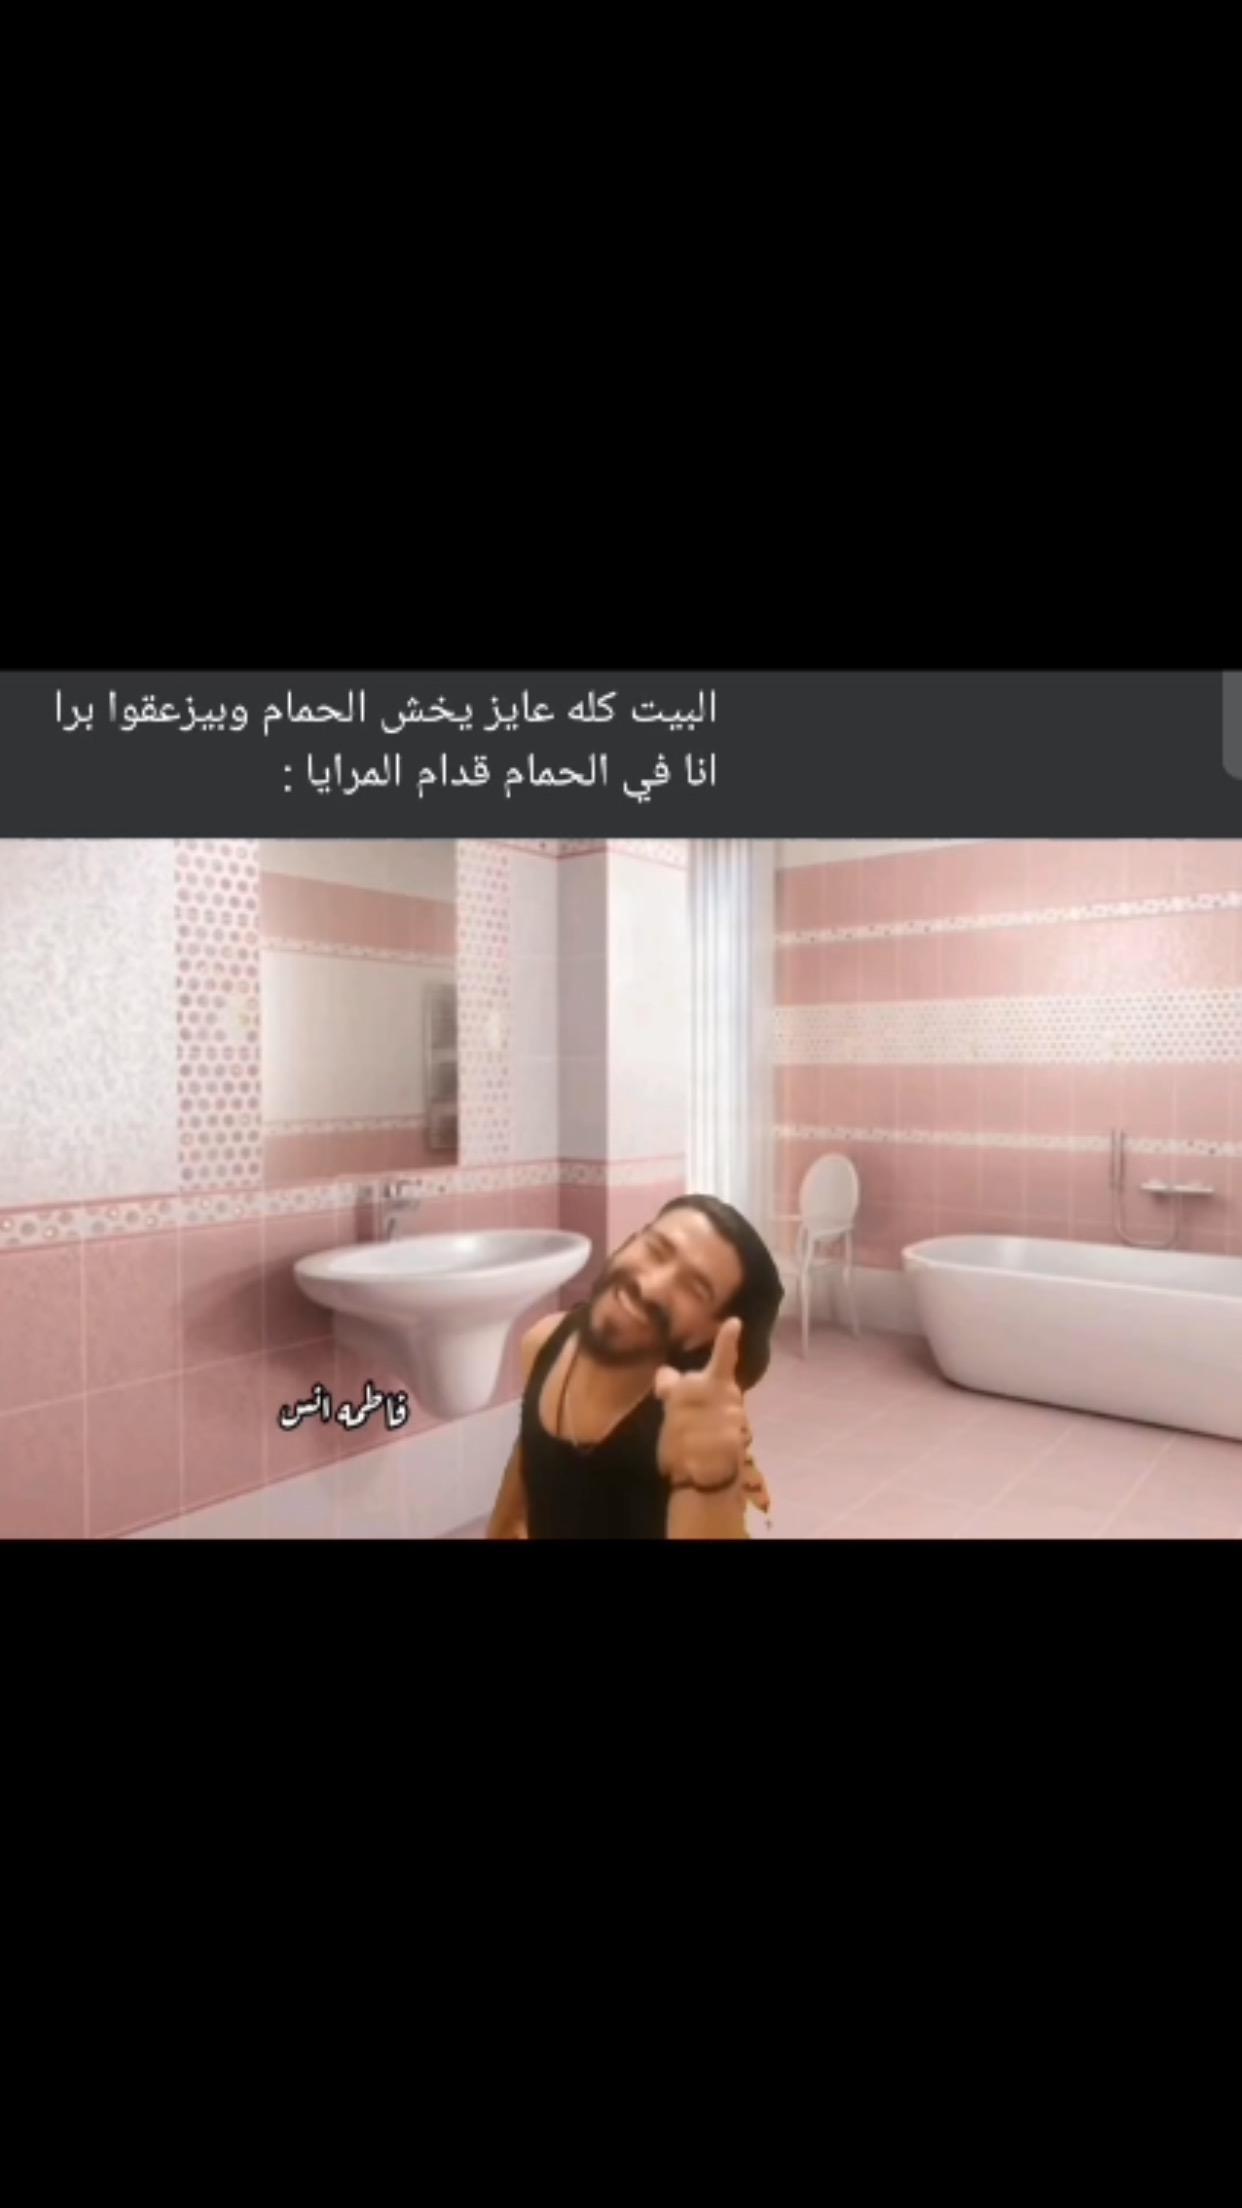 البيت كله عايز يخش الحمام وبيزعقوا برا
انا في الحمام قدام المرايا :
فاطمه انس